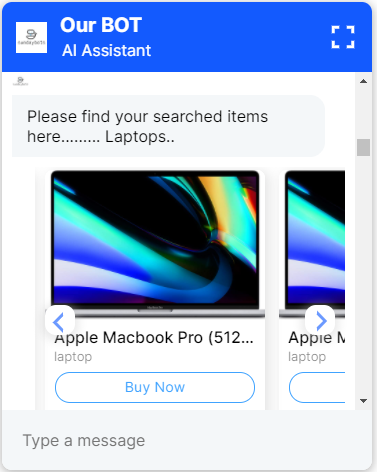 Our BOT
AI Assistant
Please find your searched items
here......... Laptops..
Apple Macbook Pro (512...
Apple M
laptop
laptop
Buy Now
Type a message